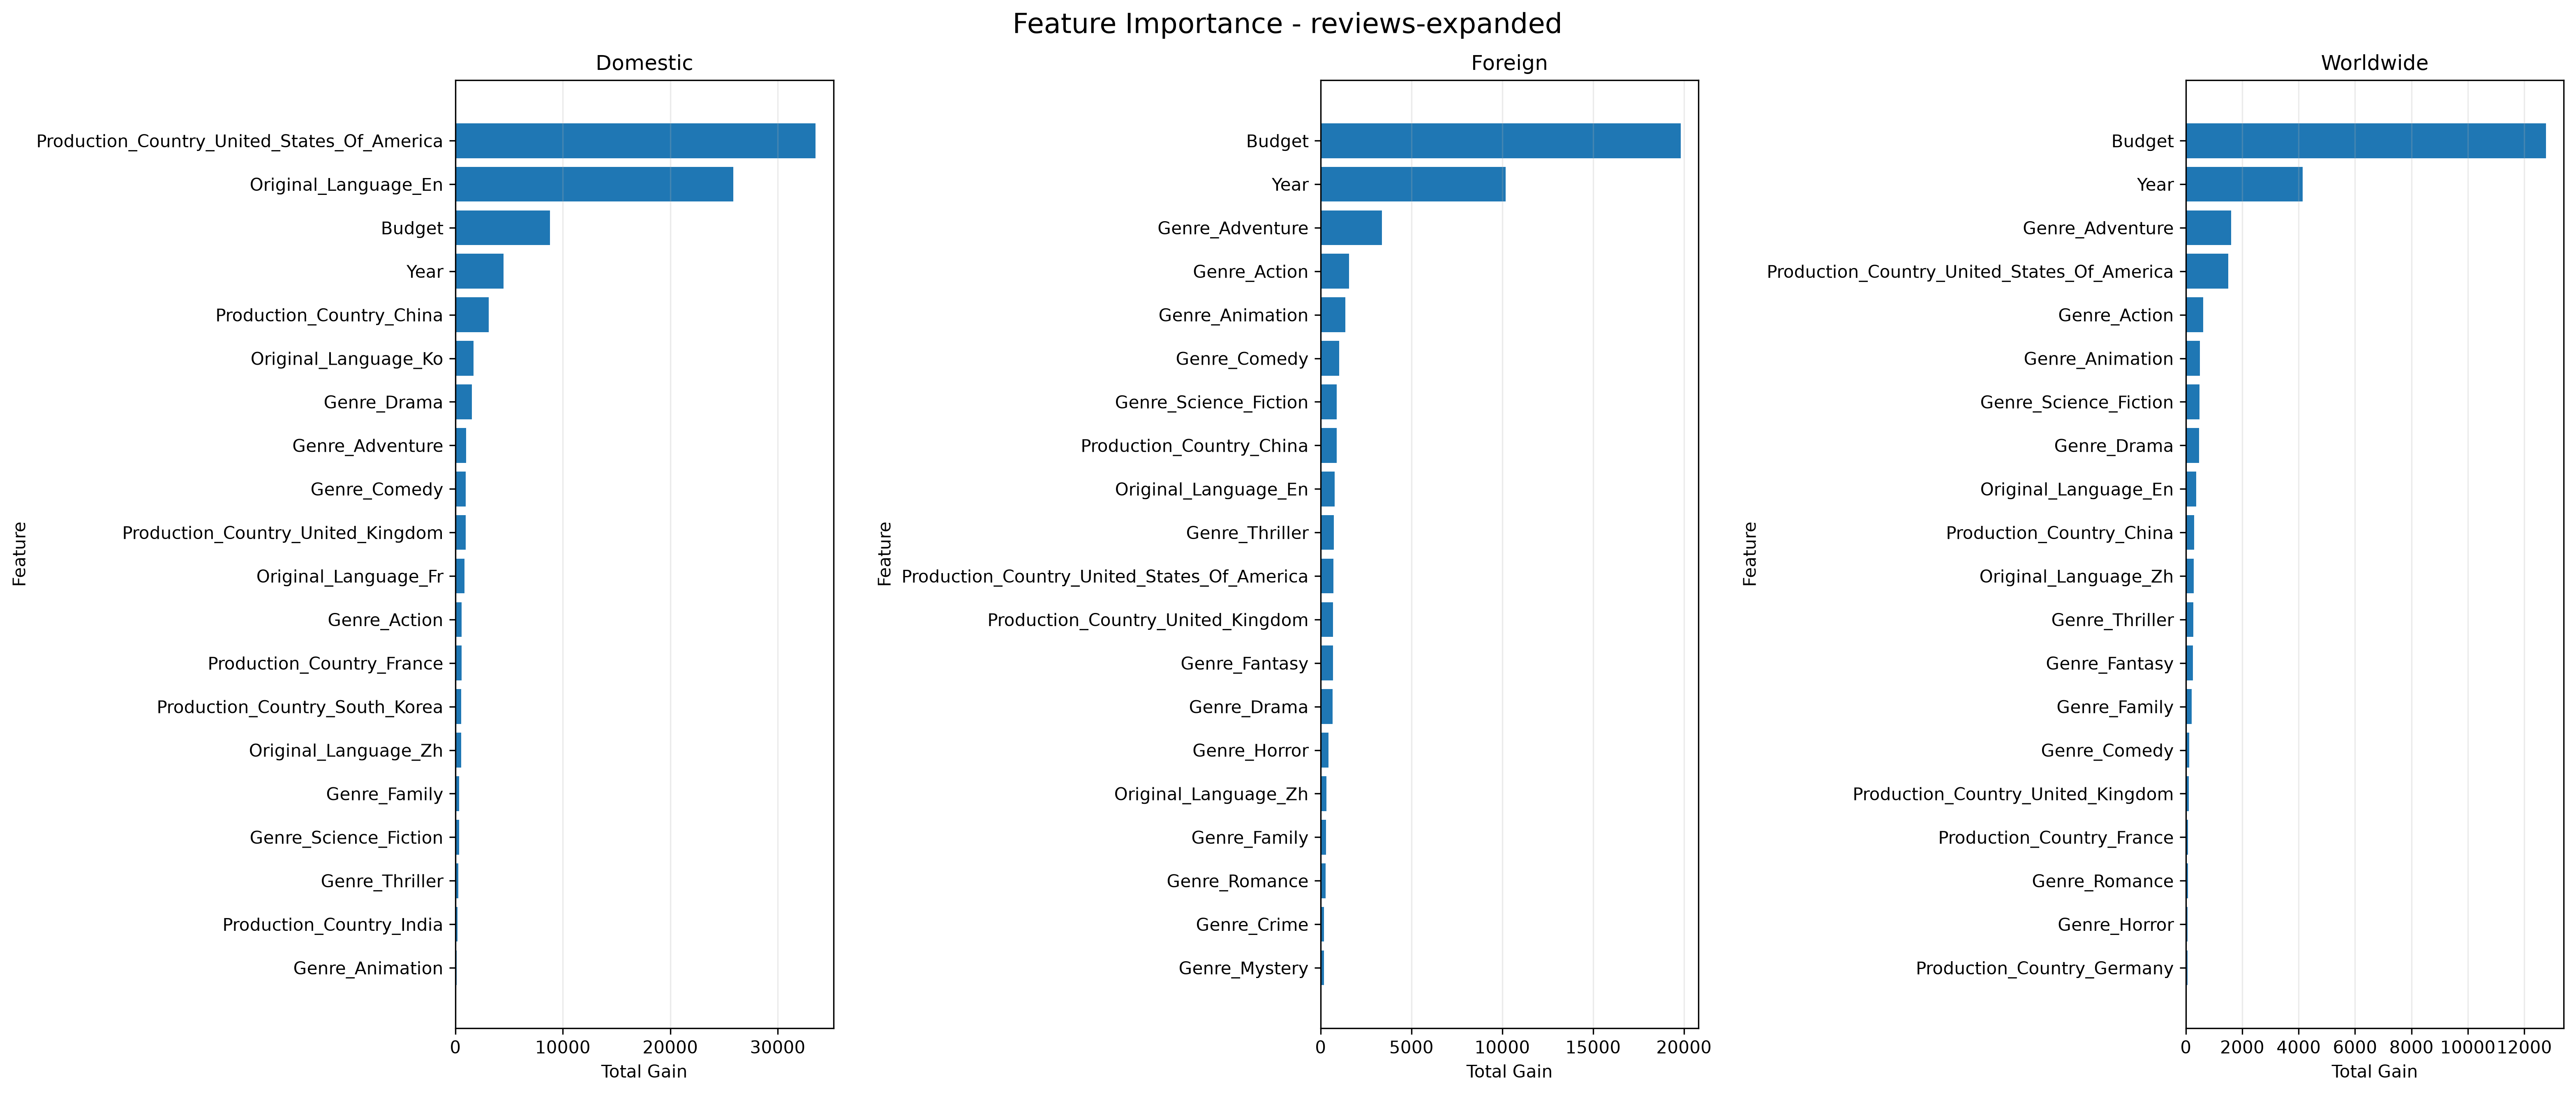 Feature Importance - reviews-expanded
Domestic
Feature
Production_Country_United_States_Of_America
Original_Language_En
Budget
Year
Production_Country_China
Original_Language_Ko
Genre_Drama
Genre_Adventure
Genre_Comedy
Production_Country_United_Kingdom
Original_Language_Fr
Genre_Action
Production_Country_France
Production_Country_South_Korea
Original_Language_Zh
Genre_Family
Genre_Science_Fiction
Genre_Thriller
Production_Country_India
Genre_Animation
0 10000 20000 30000
Total Gain
Foreign
Feature
Budget
Year
Genre_Adventure
Genre_Action
Genre_Animation
Genre_Comedy
Genre_Science_Fiction
Production_Country_China
Original_Language_En
Genre_Thriller
Production_Country_United_States_Of_America
Production_Country_United_Kingdom
Genre_Fantasy
Genre_Drama
Genre_Horror
Original_Language_Zh
Genre_Family
Genre_Romance
Genre_Crime
Genre_Mystery
0 5000 10000 15000 20000
Total Gain
Worldwide
Feature
Budget
Year
Genre_Adventure
Production_Country_United_States_Of_America
Genre_Action
Genre_Animation
Genre_Science_Fiction
Genre_Drama
Original_Language_En
Production_Country_China
Original_Language_Zh
Genre_Thriller
Genre_Fantasy
Genre_Family
Genre_Comedy
Production_Country_United_Kingdom
Production_Country_France
Genre_Romance
Genre_Horror
Production_Country_Germany
0 2000 4000 6000 8000 10000 12000
Total Gain